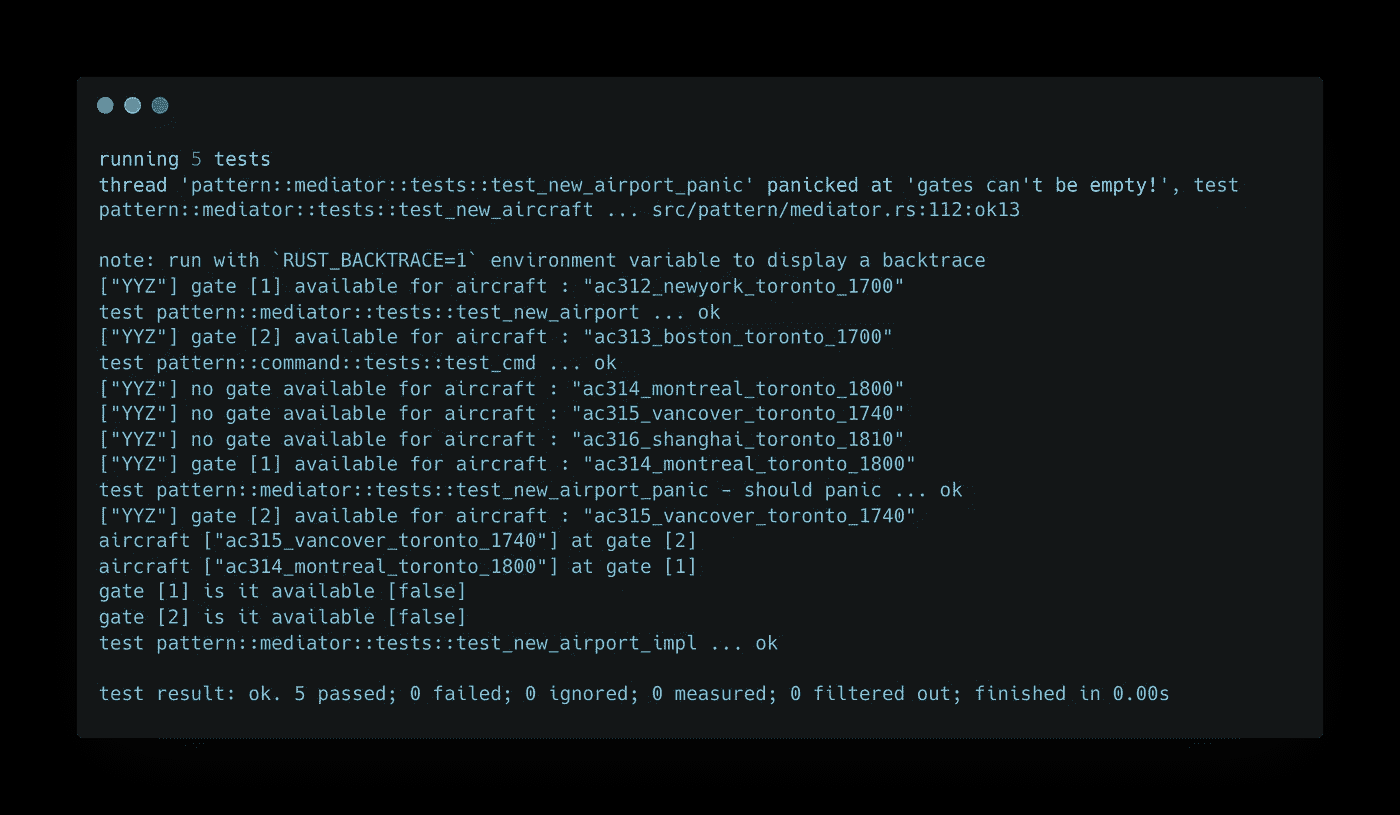 running 5 tests
thread 'pattern::mediator::tests::test_new_airport_panic' panicked at 'gates can't be empty!', test
pattern::mediator::tests::test_new_aircraft ... src/pattern/mediator.rs:112:ok13
note: run with `RUST_BACKTRACE=1` environment variable to display a backtrace
["YYZ"] gate [1] available for aircraft : "ac312_newyork_toronto_1700"
test pattern::mediator::tests::test_new_airport ... ok
["YYZ"] gate [2] available for aircraft : "ac313_boston_toronto_1700"
test pattern::command::tests::test_cmd ... ok
["YYZ"] no gate available for aircraft : "ac314_montreal_toronto_1800"
["YYZ"] no gate available for aircraft : "ac315_vancover_toronto_1740"
["YYZ"] no gate available for aircraft : "ac316_shanghai_toronto_1810"
["YYZ"] gate [1] available for aircraft : "ac314_montreal_toronto_1800"
test pattern::mediator::tests::test_new_airport_panic - should panic ... ok
["YYZ"] gate [2] available for aircraft : "ac315_vancover_toronto_1740"
aircraft ["ac315_vancover_toronto_1740"] at gate [2]
aircraft ["ac314_montreal_toronto_1800"] at gate [1]
gate [1] is it available [false]
gate [2] is it available [false]
test pattern::mediator::tests::test_new_airport_impl ... ok
test result: ok. 5 passed; 0 failed; 0 ignored; 0 measured; 0 filtered out; finished in 0.00s